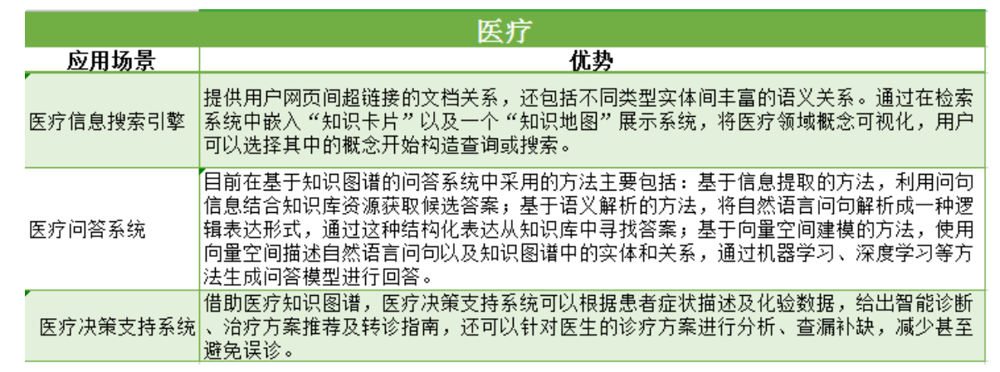 医疗
应用场景 优势
医疗信息搜索引擎
提供用户网页间超链接的文档关系，还包括不同类型实体间丰富的语义关系。通过在检索
系统中嵌入“知识卡片”以及一个“知识地图”展示系统，将医疗领域概念可视化，用户
可以选择其中的概念开始构造查询或搜索。
医疗问答系统
目前在基于知识图谱的问答系统中采用的方法主要包括：基于信息提取的方法，利用问句
信息结合知识库资源获取候选答案；基于语义解析的方法，将自然语言问句解析成一种逻
辑表达形式，通过这种结构化表达从知识库中寻找答案；基于向量空间建模的方法，使用
向量空间描述自然语言问句以及知识图谱中的实体和关系，通过机器学习、深度学习等方
法生成问答模型进行回答。
医疗决策支持系统
借助医疗知识图谱，医疗决策支持系统可以根据患者症状描述及化验数据，给出智能诊断
、治疗方案推荐及转诊指南，还可以针对医生的诊疗方案进行分析、查漏补缺，减少甚至
避免误诊。